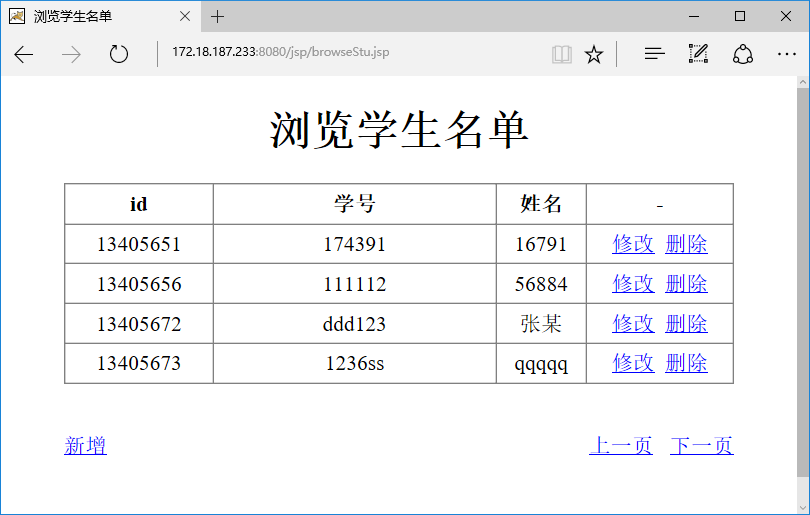 浏览学生名单
172.18.187.233:8080/jsp/browseStu.jsp
浏览学生名单
id 学号 姓名 -
13405651 174391 16791 修改 删除
13405656 111112 56884 修改 删除
13405672 ddd123 张某 修改 删除
13405673 1236ss qqqqq 修改 删除
新增 上一页 下一页